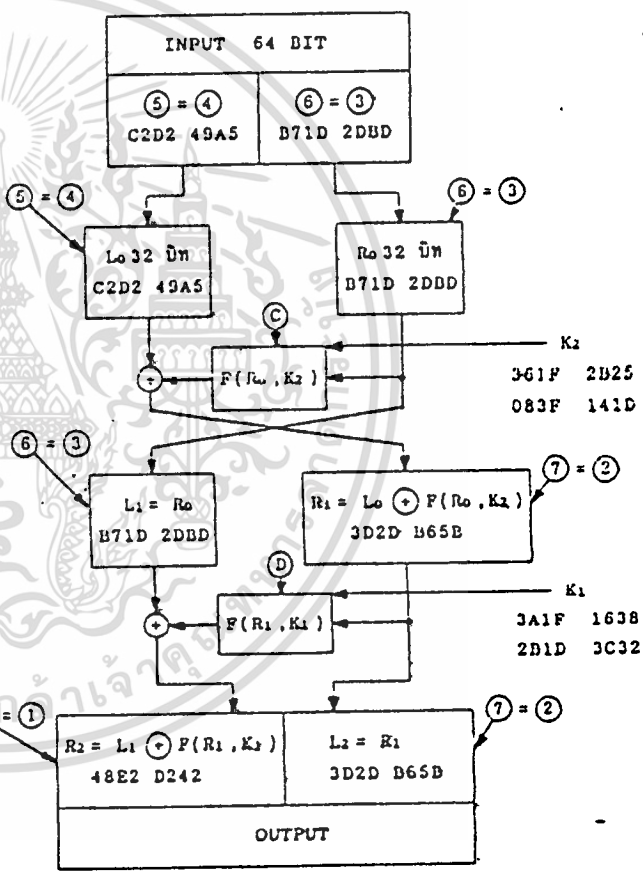 INPUT 64 BIT
⑤ = ④
C2D2 49A5
⑥ = ③
B71D 2DBD
⑤ = ④
⑥ = ③
L₀ 32 บิท
C2D2 49A5
R₀ 32 บิท
B71D 2DBD
Ⓒ
K₂
F(R₀,K₂)
361F 2B25
083F 141D
⑥ = ③
⑦ = ②
L₁ = R₀
B71D 2DBD
R₁ = L₀ ⊕ F(R₀,K₂)
3D2D B65B
Ⓓ
K₁
F(R₁,K₁)
3A1F 1638
2B1D 3C32
= ①
⑦ = ②
R₂ = L₁ ⊕ F(R₁,K₁)
48E2 D242
L₂ = R₁
3D2D B65B
OUTPUT